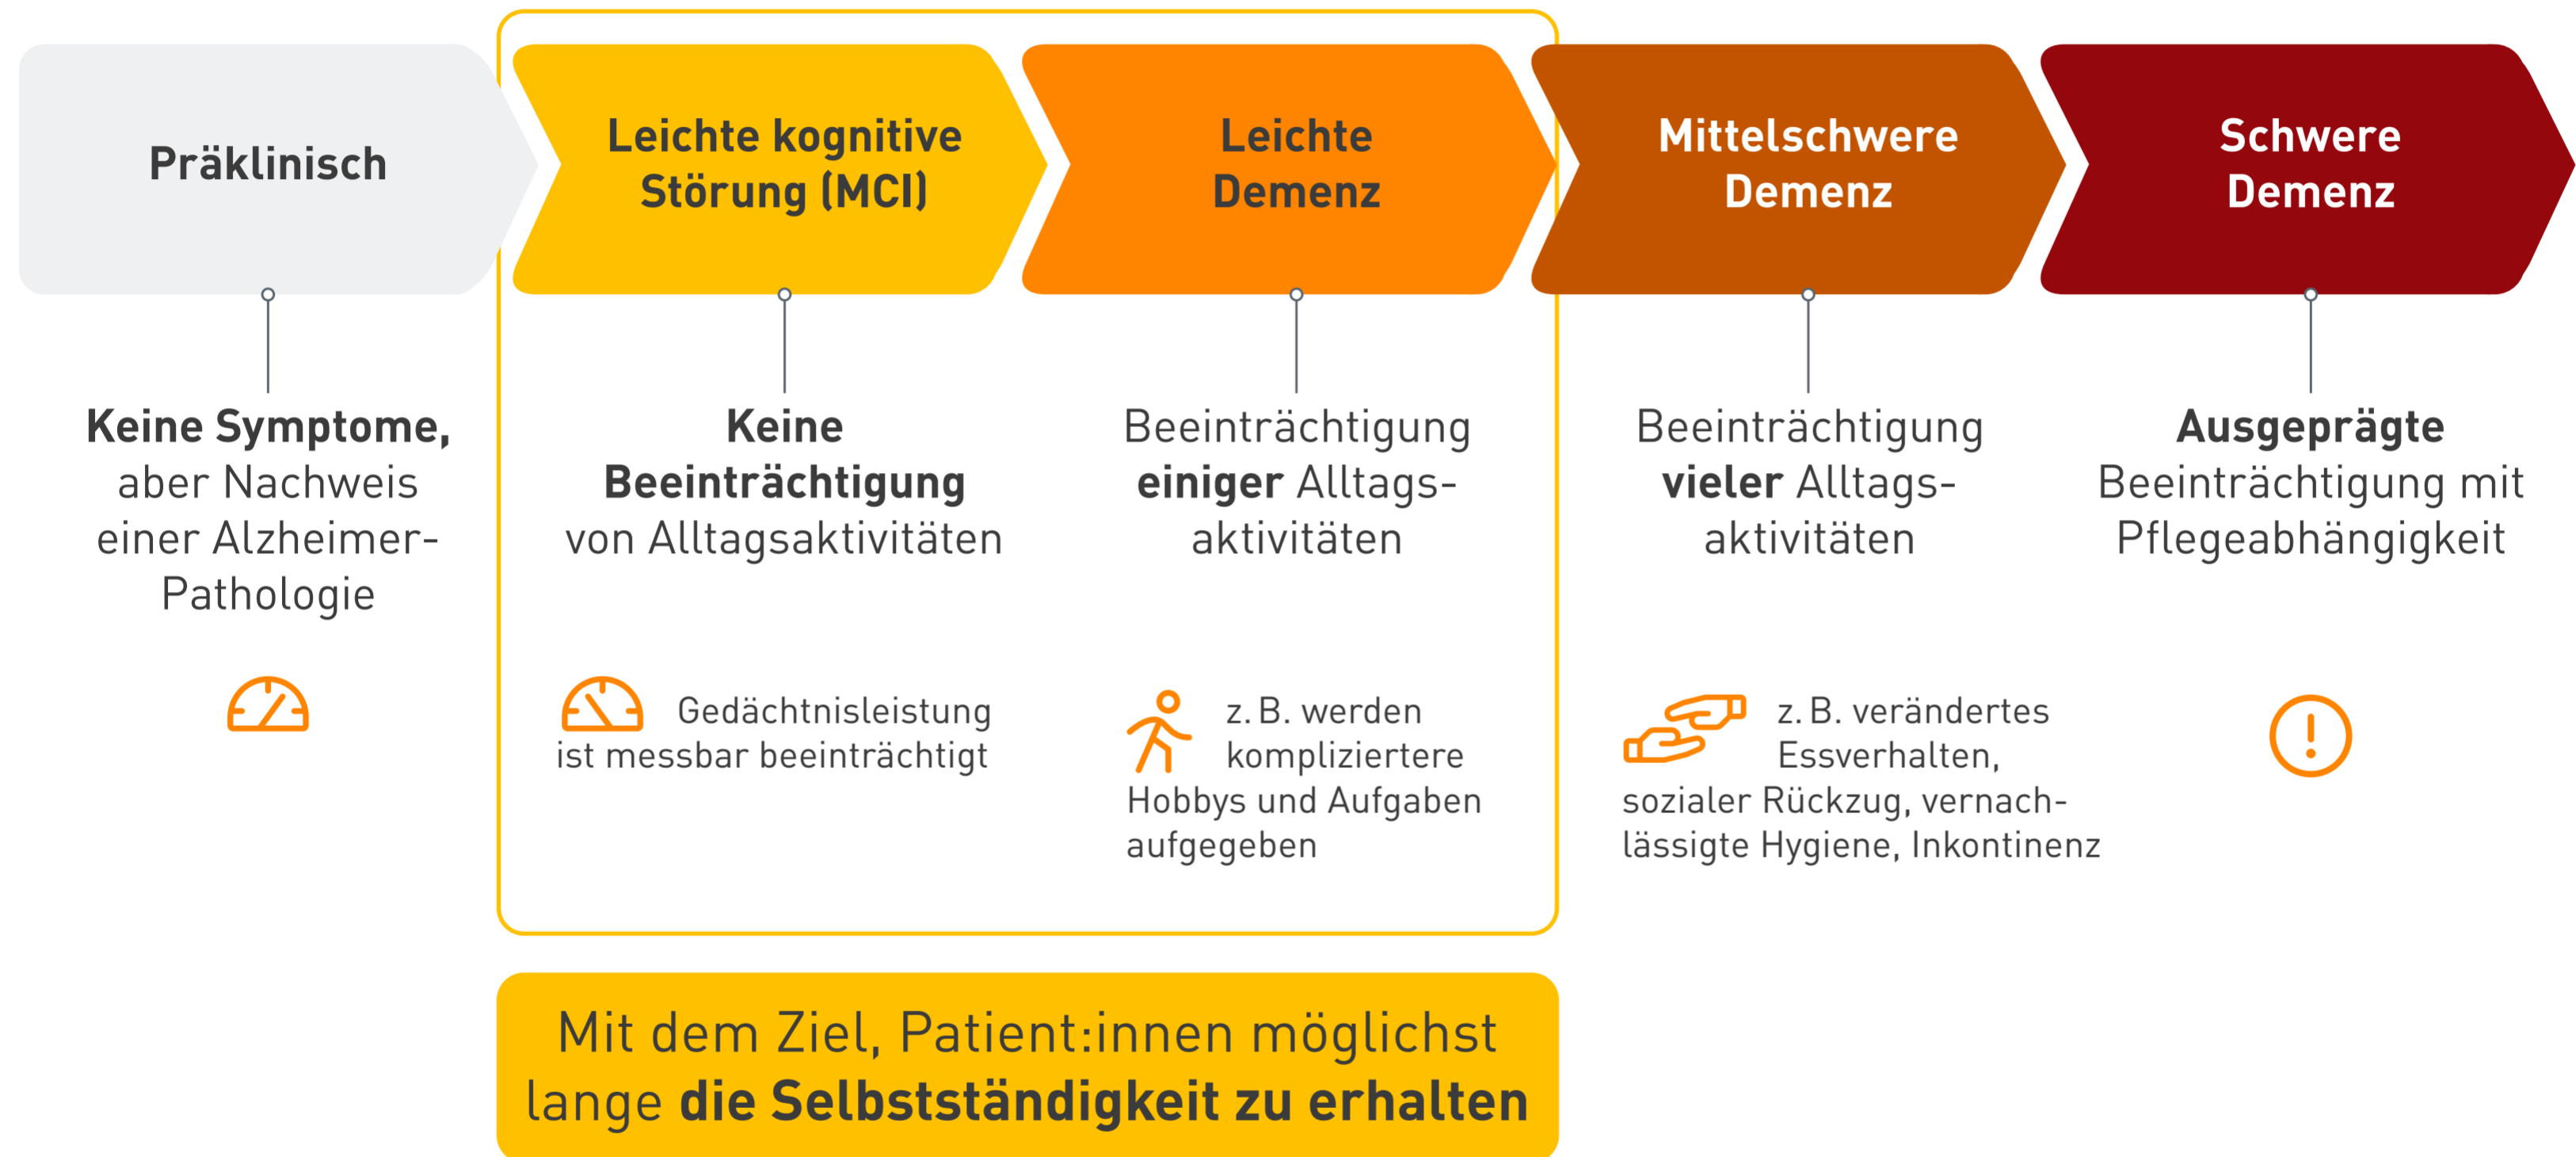 Präklinisch
Leichte kognitive
Störung (MCI)
Leichte
Demenz
Mittelschwere
Demenz
Schwere
Demenz
Keine Symptome,
aber Nachweis
einer Alzheimer-
Pathologie
Keine
Beeinträchtigung
von Alltagsaktivitäten
Beeinträchtigung
einiger Alltags-
aktivitäten
Beeinträchtigung
vieler Alltags-
aktivitäten
Ausgeprägte
Beeinträchtigung mit
Pflegeabhängigkeit
Gedächtnisleistung
ist messbar beeinträchtigt
z. B. werden
kompliziertere
Hobbys und Aufgaben
aufgegeben
z. B. verändertes
Essverhalten,
sozialer Rückzug, vernach-
lässigte Hygiene, Inkontinenz
Mit dem Ziel, Patient:innen möglichst
lange die Selbstständigkeit zu erhalten